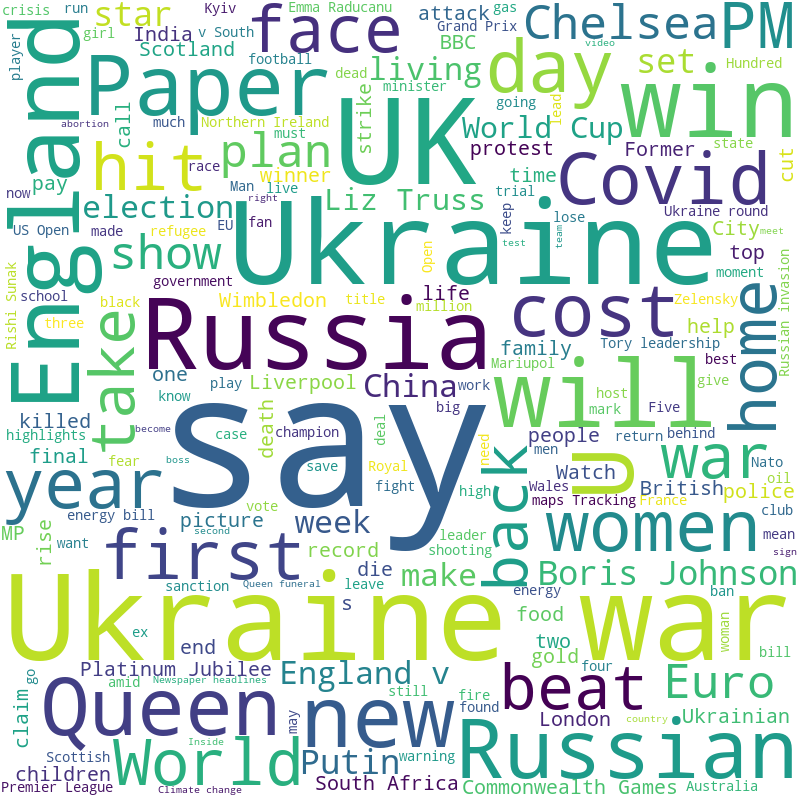 crisis run Kyiv Emma Raducanu gas
star face attack Grand Prix Chelsea PM
girl India v South
player Scotland football BBC video
England Paper UK living day set Hundred win
dead minister going lead
abortion much Northern Ireland strike must World Cup state
call hit race plan winner protest Former Covid cut
now pay Man live Liz Truss time trial
US Open election EU fan right keep lose Ukraine round
made refugee Ukraine City meet
school show government test team top
Rishi Sunak black Wimbledon title life Open moment
three million cost Zelensky Russian invasion
Russia family Tory leadership help home
take one play Liverpool China Mariupol best
know work host give
killed say big will mark Five
highlights become case death champion deal people return behind war Nato
final fear boss save Royal need men U Watch Wales maps Tracking British police oil
year fight high back France club
MP energy bill picture week
want second vote leader women mean
rise first record shooting sign
sanction Queen funeral die make Euro
s leave energy Boris Johnson ban
Ukraine war
ex food woman bill
end two gold four
Platinum Jubilee England v beat
claim go amid Newspaper headlines still fire found
Queen new London country Ukrainian
may
Scottish World Inside Putin warning Russian
children
Premier League Climate change South Africa Commonwealth Games Australia